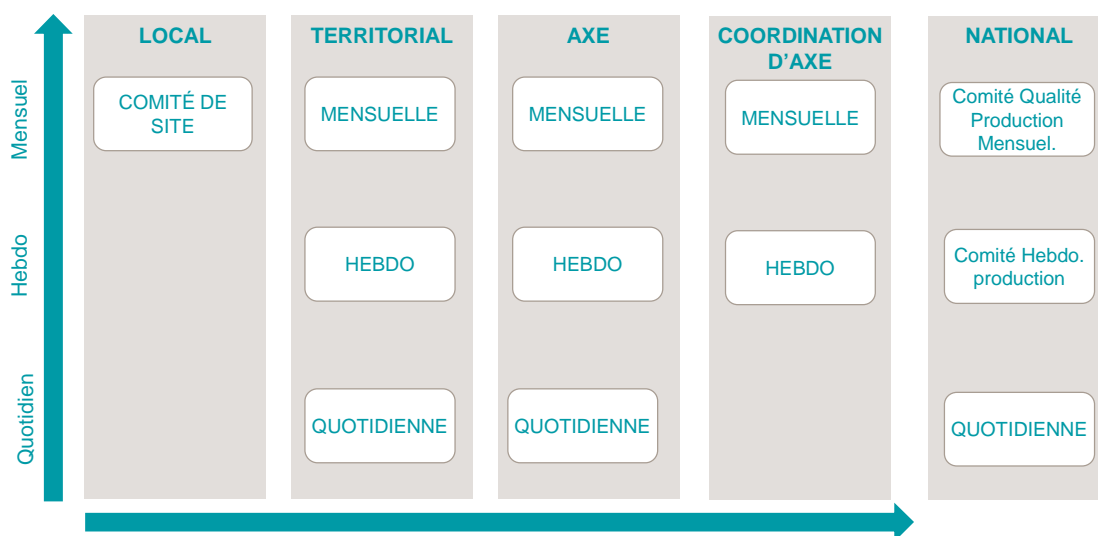 LOCAL
TERRITORIAL
AXE
COORDINATION
D'AXE
NATIONAL
Mensuel
COMITÉ DE
SITE
MENSUELLE
MENSUELLE
MENSUELLE
Comité Qualité
Production
Mensuel.
Hebdo
HEBDO
HEBDO
HEBDO
Comité Hebdo.
production
Quotidien
QUOTIDIENNE
QUOTIDIENNE
QUOTIDIENNE